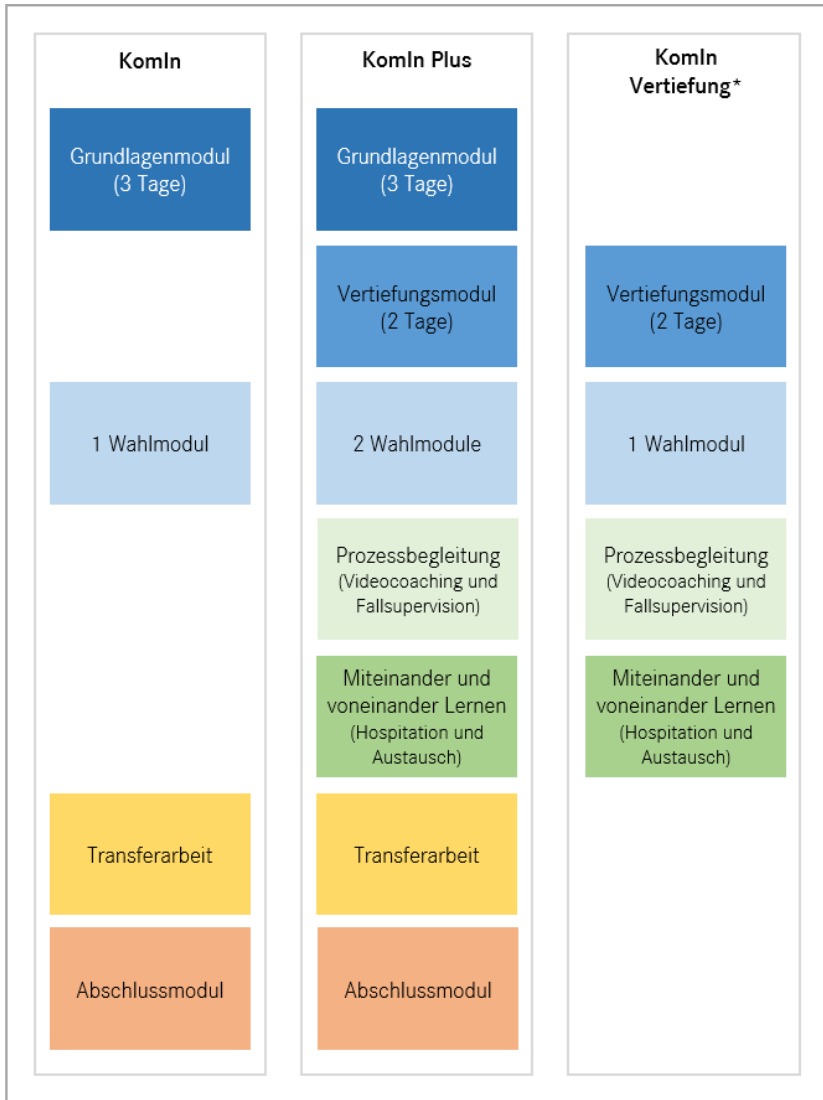 KomIn
Grundlagenmodul
(3 Tage)
1 Wahlmodul
Transferarbeit
Abschlussmodul
KomIn Plus
Grundlagenmodul
(3 Tage)
Vertiefungsmodul
(2 Tage)
2 Wahlmodule
Prozessbegleitung
(Videocoaching und
Fallsupervision)
Miteinander und
voneinander Lernen
(Hospitation und
Austausch)
Transferarbeit
Abschlussmodul
KomIn
Vertiefung*
Vertiefungsmodul
(2 Tage)
1 Wahlmodul
Prozessbegleitung
(Videocoaching und
Fallsupervision)
Miteinander und
voneinander Lernen
(Hospitation und
Austausch)